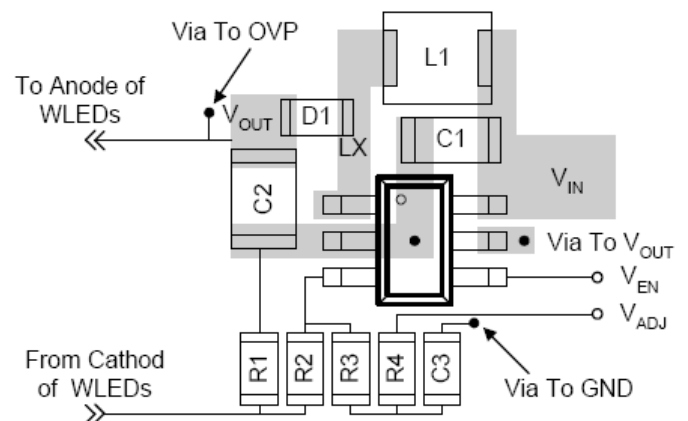 Via To OVP
To Anode of
WLEDs
VOUT
D1
L1
LX
C1
C2
VIN
Via To VOUT
VEN
VADJ
From Cathod
of WLEDs
R1
R2
R3
R4
C3
Via To GND